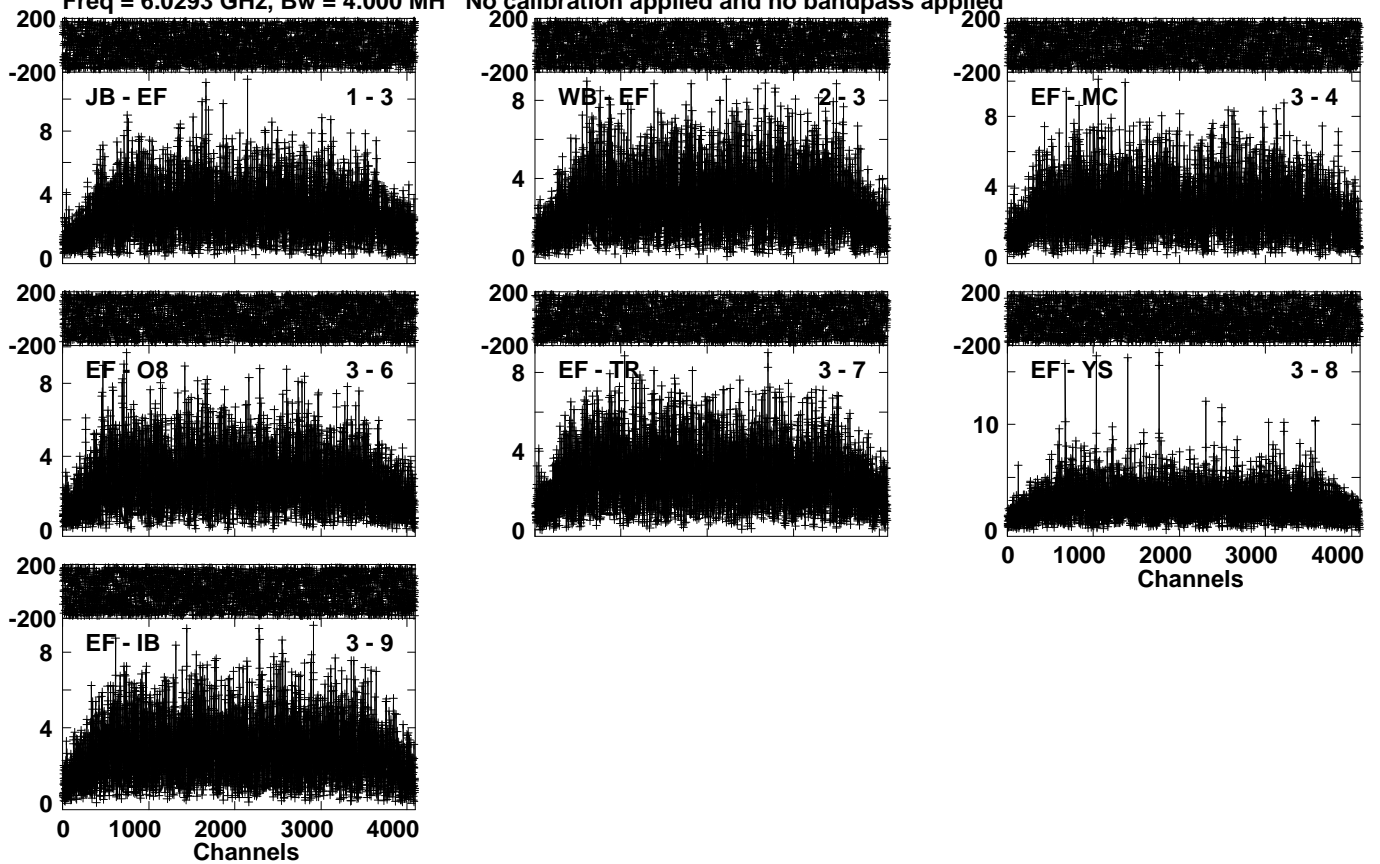 Freq = 6.0293 GHz, Bw = 4.000 MH No calibration applied and no bandpass applied
200 200 200
-200 -200 -200
JB - EF 1 - 3 WB - EF 2 - 3 EF - MC 3 - 4
8 8 8
4 4 4
0 0 0
200 200 200
-200 -200 -200
EF - O8 3 - 6 EF - TR 3 - 7 EF - YS 3 - 8
8 8 10
4 4
0 0 0
0 1000 2000 3000 4000
Channels
200
-200
EF - IB 3 - 9
8
4
0
0 1000 2000 3000 4000
Channels